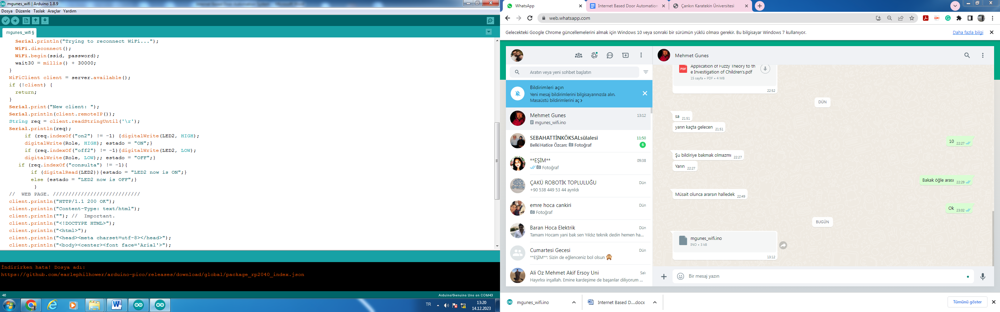 mgunes_wifi | Arduino 1.8.9
Dosya Düzenle Taslak Araçlar Yardım
mgunes_wifi §
Serial.println("Trying to reconnect WiFi...");
WiFi.disconnect();
WiFi.begin(ssid, password);
wait30 = millis() + 30000;
}
WiFiClient client = server.available();
if (!client) {
return;
}
Serial.print("New client: ");
Serial.println(client.remoteIP());
String req = client.readStringUntil('\r');
Serial.println(req);
if (req.indexOf("on2") != -1) {digitalWrite(LED2, HIGH);
digitalWrite(Role, HIGH); estado = "ON";}
if (req.indexOf("off2") != -1){digitalWrite(LED2, LOW);
digitalWrite(Role, LOW);; estado = "OFF";}
if (req.indexOf("consulta") != -1){
if (digitalRead(LED2)){estado = "LED2 now is ON";}
else {estado = "LED2 now is OFF";}
}
// WEB PAGE. ////////////////////////////
client.println("HTTP/1.1 200 OK");
client.println("Content-Type: text/html");
client.println(""); // Important.
client.println("<!DOCTYPE HTML>");
client.println("<html>");
client.println("<head><meta charset=utf-8></head>");
client.println("<body><center><font face='Arial'>");
İndirirken hata! Dosya adı:
https://github.com/earlephilhower/arduino-pico/releases/download/global/package_rp2040_index.json
46
Arduino/Genuino Uno on COM43
TR
13:20
14.12.2023
WhatsApp
Internet Based Door Automation
Çankırı Karatekin Üniversitesi
web.whatsapp.com
Gelecekteki Google Chrome güncellemelerini almak için Windows 10 veya sonraki bir sürümün yüklü olması gerekir. Bu bilgisayar Windows 7 kullanıyor.
Daha fazla bilgi
Aratın veya yeni sohbet başlatın
Bildirimleri açın
Yeni mesaj bildirimlerini bilgisayarınızda alın.
Masaüstü bildirimlerini aç >
Mehmet Gunes
13:12
mgunes_wifi.ino
SEBAHATTİNKÖKSALsülalesi
11:50
Belki Hatice Özcan: Fotoğraf
6
**EŞİM**
09:38
Fotoğraf
ÇAKÜ ROBOTİK TOPLULUĞU
Dün
+90 538 449 53 44 ayrıldı
emre hoca cankiri
Dün
Fotoğraf
Baran Hoca Elektrik
Dün
Tamam Hocam yani bak sen Yıldız teknik dedin hemen ha...
Cumartesi Gecesi
Dün
**EŞİM**: Sizin de eğlenceniz bol olsun 🙈
Ali Oz Mehmet Akif Ersoy Uni
Salı
Hayırlısı inşallah. Emine kardeşime de başarılar diliyorum ...
Mehmet Gunes
PDF
Application of Fuzzy Theory to th
e Investigation of Children's.pdf
15 sayfa • PDF • 4 MB
22:52
DÜN
sa 21:51
yarın kaçta gelecen 21:51
10 22:27
Şu bildiriye bakmak olmazmı 22:27
Yarın 22:27
Bakak öğle arası 22:29
Müsait olunca ararsın halledek 22:49
Ok 23:02
BUGÜN
mgunes_wifi.ino
INO • 3 kB
13:12
Bir mesaj yazın
mgunes_wifi.ino
Internet Based D....docx
Tümünü göster